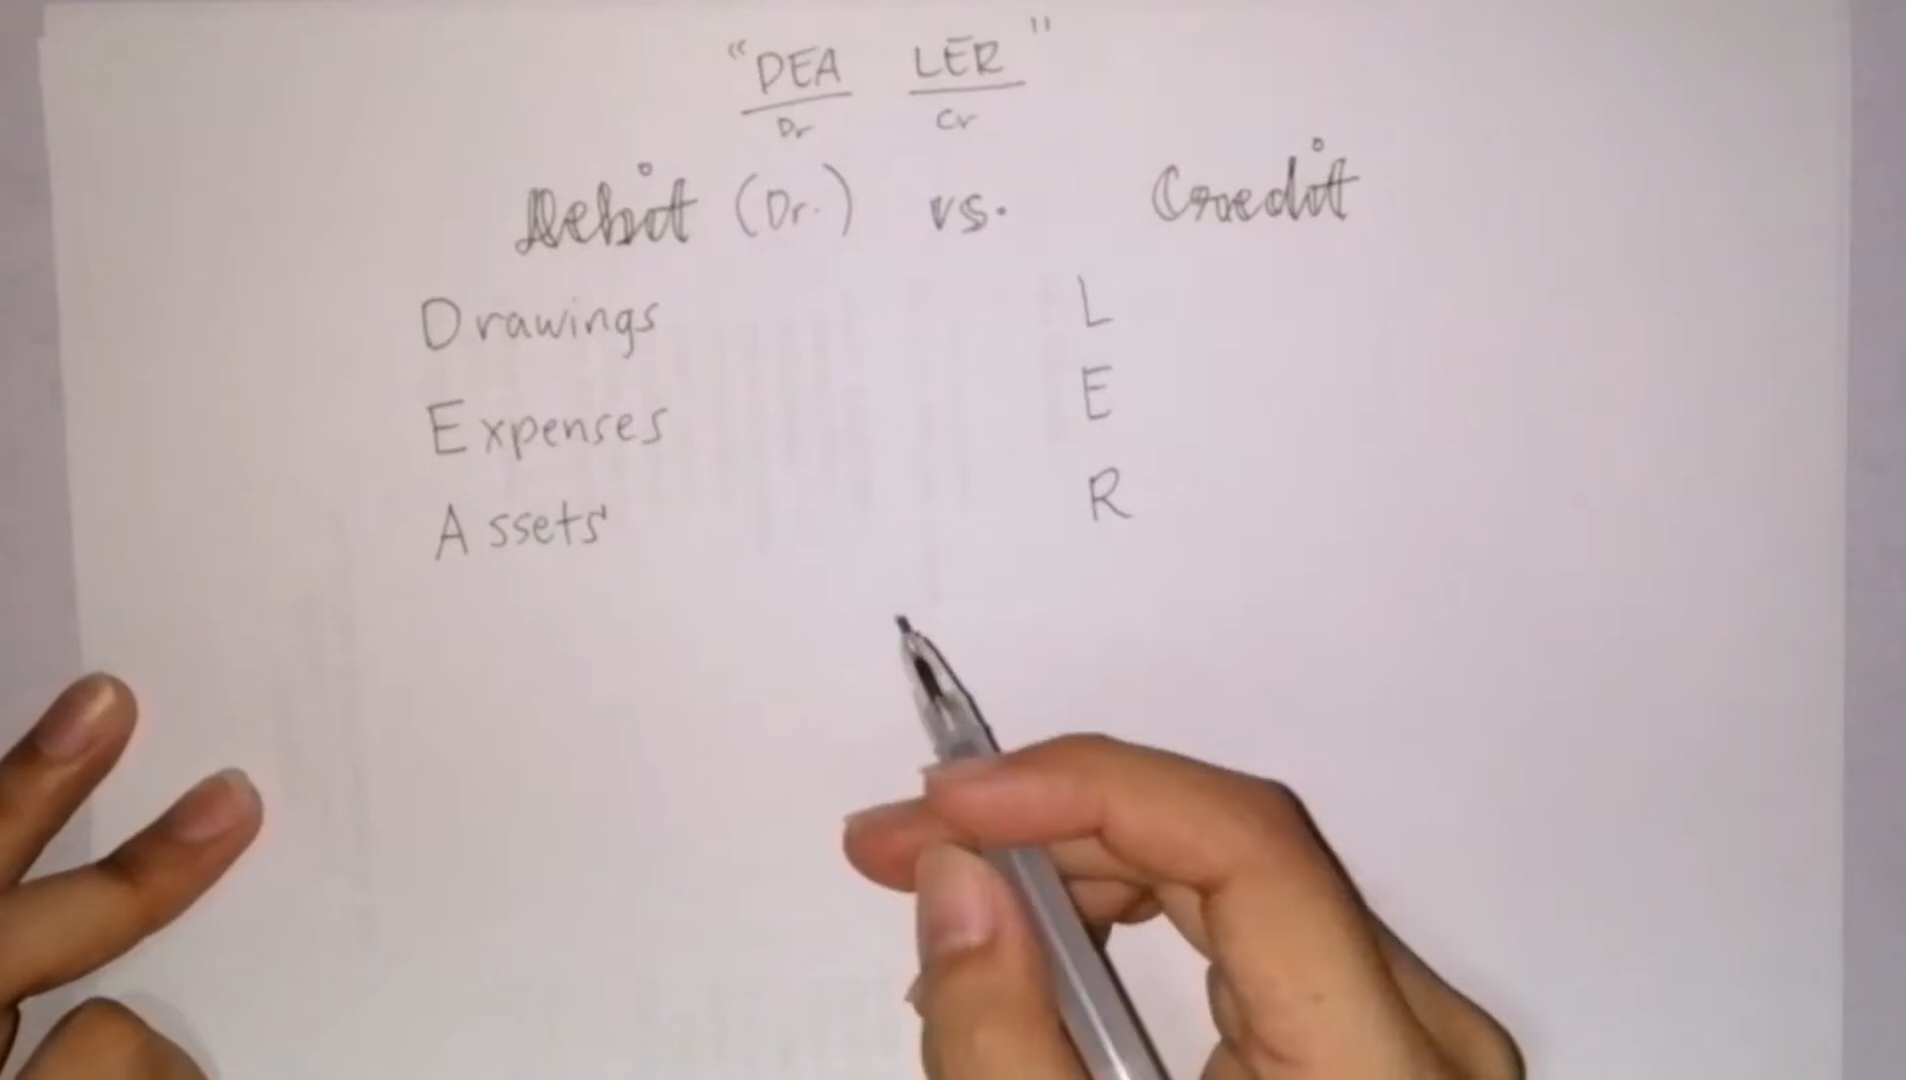 "DEA LER"
Dr Cr
Debit (Dr.) vs. Credit
Drawings L
Expenses E
Assets R